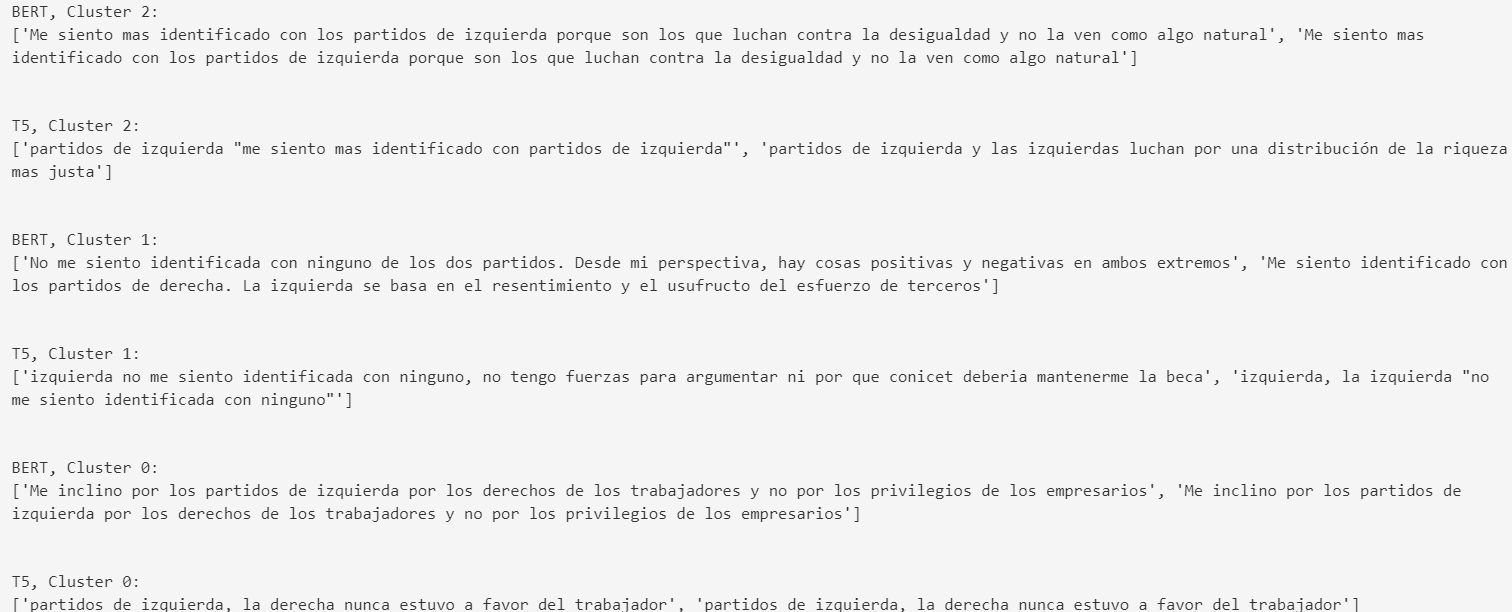 BERT, Cluster 2:
['Me siento mas identificado con los partidos de izquierda porque son los que luchan contra la desigualdad y no la ven como algo natural', 'Me siento mas
identificado con los partidos de izquierda porque son los que luchan contra la desigualdad y no la ven como algo natural']
T5, Cluster 2:
['partidos de izquierda "me siento mas identificado con partidos de izquierda"', 'partidos de izquierda y las izquierdas luchan por una distribución de la riqueza
mas justa']
BERT, Cluster 1:
['No me siento identificada con ninguno de los dos partidos. Desde mi perspectiva, hay cosas positivas y negativas en ambos extremos', 'Me siento identificado con
los partidos de derecha. La izquierda se basa en el resentimiento y el usufructo del esfuerzo de terceros']
T5, Cluster 1:
['izquierda no me siento identificada con ninguno, no tengo fuerzas para argumentar ni por que conicet deberia mantenerme la beca', 'izquierda, la izquierda "no
me siento identificada con ninguno"']
BERT, Cluster 0:
['Me inclino por los partidos de izquierda por los derechos de los trabajadores y no por los privilegios de los empresarios', 'Me inclino por los partidos de
izquierda por los derechos de los trabajadores y no por los privilegios de los empresarios']
T5, Cluster 0:
['partidos de izquierda, la derecha nunca estuvo a favor del trabajador', 'partidos de izquierda, la derecha nunca estuvo a favor del trabajador']